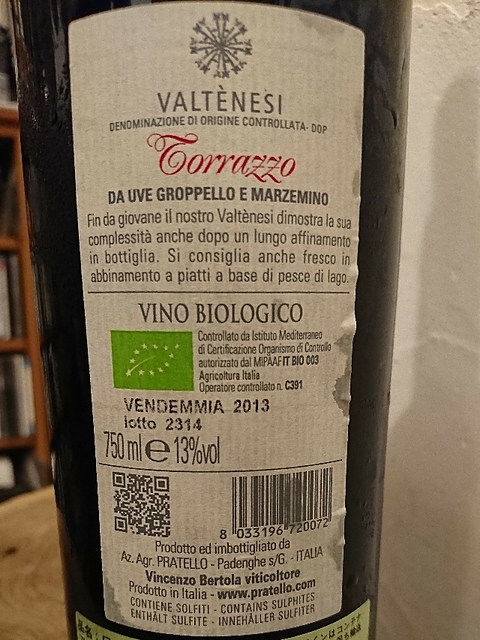 VALTÈNESI
DENOMINAZIONE DI ORIGINE CONTROLLATA- DOP
Torrazzo
DA UVE GROPPELLO E MARZEMINO
Fin da giovane il nostro Valtènesi dimostra la sua
complessità anche dopo un lungo affinamento
in bottiglia. Si consiglia anche fresco in
abbinamento a piatti a base di pesce di lago.
VINO BIOLOGICO
Controllato da Istituto Mediterraneo
di Certificazione Organismo di Controllo
autorizzato dal MIPAAF IT BIO 003
Agricoltura Italia
Operatore controllato n. C391
VENDEMMIA 2013
lotto 2314
750 ml e 13%vol
8 033196 720072
Prodotto ed imbottigliato da
Az. Agr. PRATELLO - Padenghe s/G. - ITALIA
Vincenzo Bertola viticoltore
Prodotto in Italia - www.pratello.com
CONTIENE SOLFITI - CONTAINS SULPHITES
ENTHÄLT SULFITE - INNEHÅLLER SULFITER